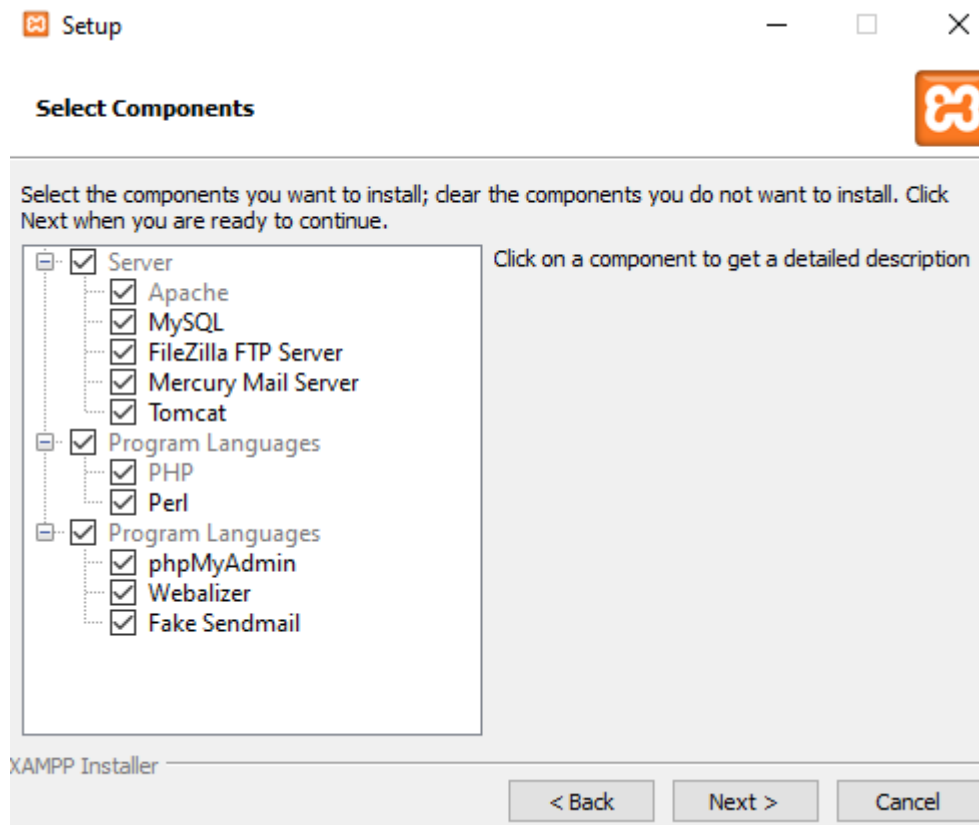 Setup
Select Components
Select the components you want to install; clear the components you do not want to install. Click
Next when you are ready to continue.
Server
Apache
MySQL
FileZilla FTP Server
Mercury Mail Server
Tomcat
Program Languages
PHP
Perl
Program Languages
phpMyAdmin
Webalizer
Fake Sendmail
Click on a component to get a detailed description
XAMPP Installer
< Back
Next >
Cancel